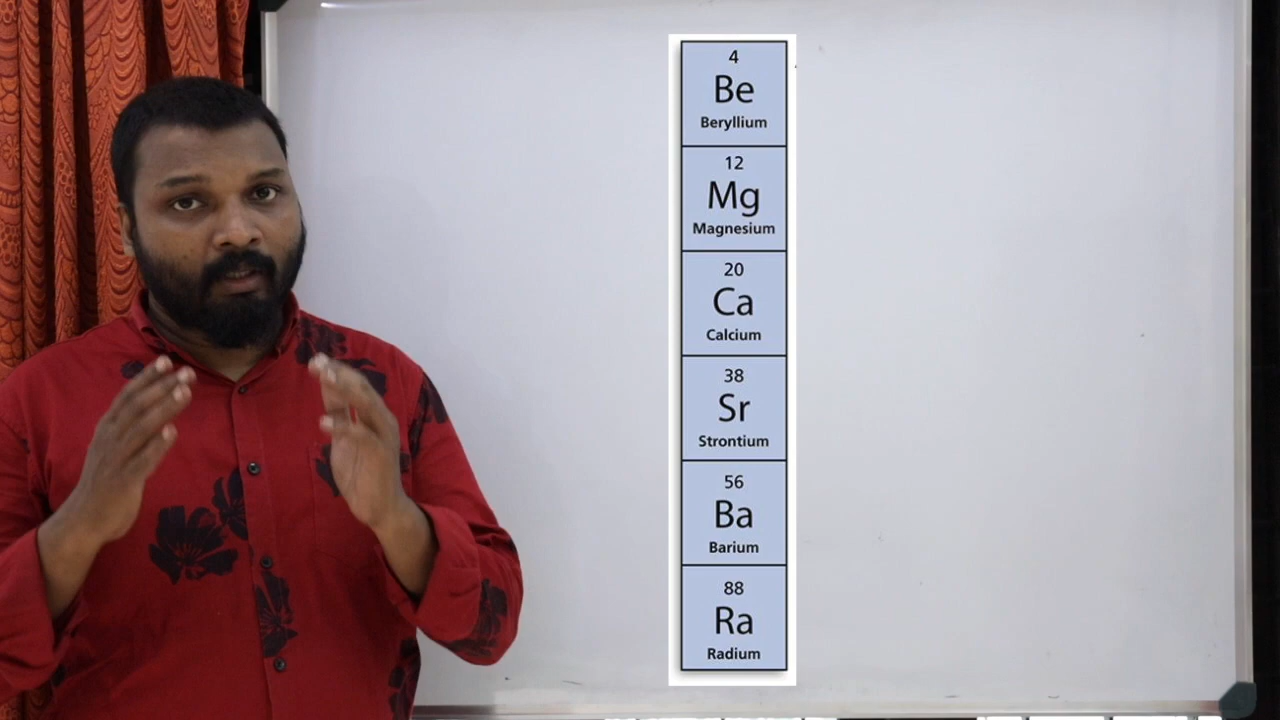 4
Be
Beryllium
12
Mg
Magnesium
20
Ca
Calcium
38
Sr
Strontium
56
Ba
Barium
88
Ra
Radium